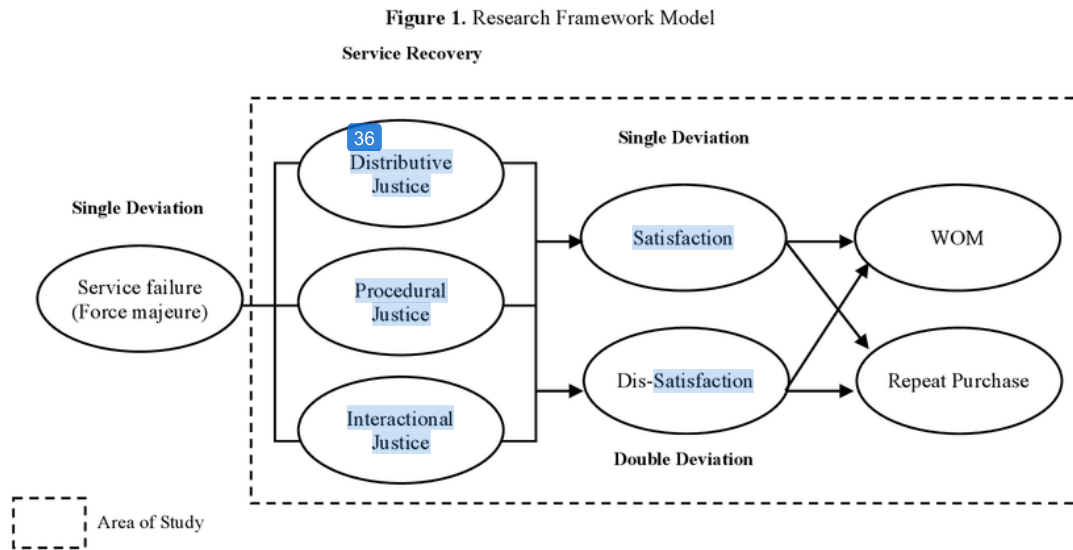 Figure 1. Research Framework Model
Service Recovery
36
Distributive
Justice
Single Deviation
Single Deviation
Service failure
(Force majeure)
Procedural
Justice
Interactional
Justice
Satisfaction
WOM
Dis-Satisfaction
Repeat Purchase
Double Deviation
Area of Study